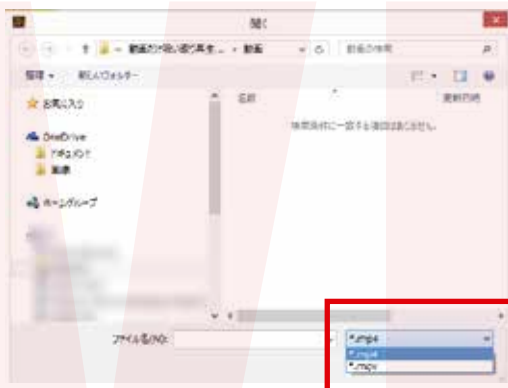 開く
動画の検索
整理 ▾ 新しいフォルダー
名前
更新日時
お気に入り
検索条件に一致する項目はありません。
OneDrive
ドキュメント
画像
ホームグループ
ファイル名(N):
*.mp4
*.mp4